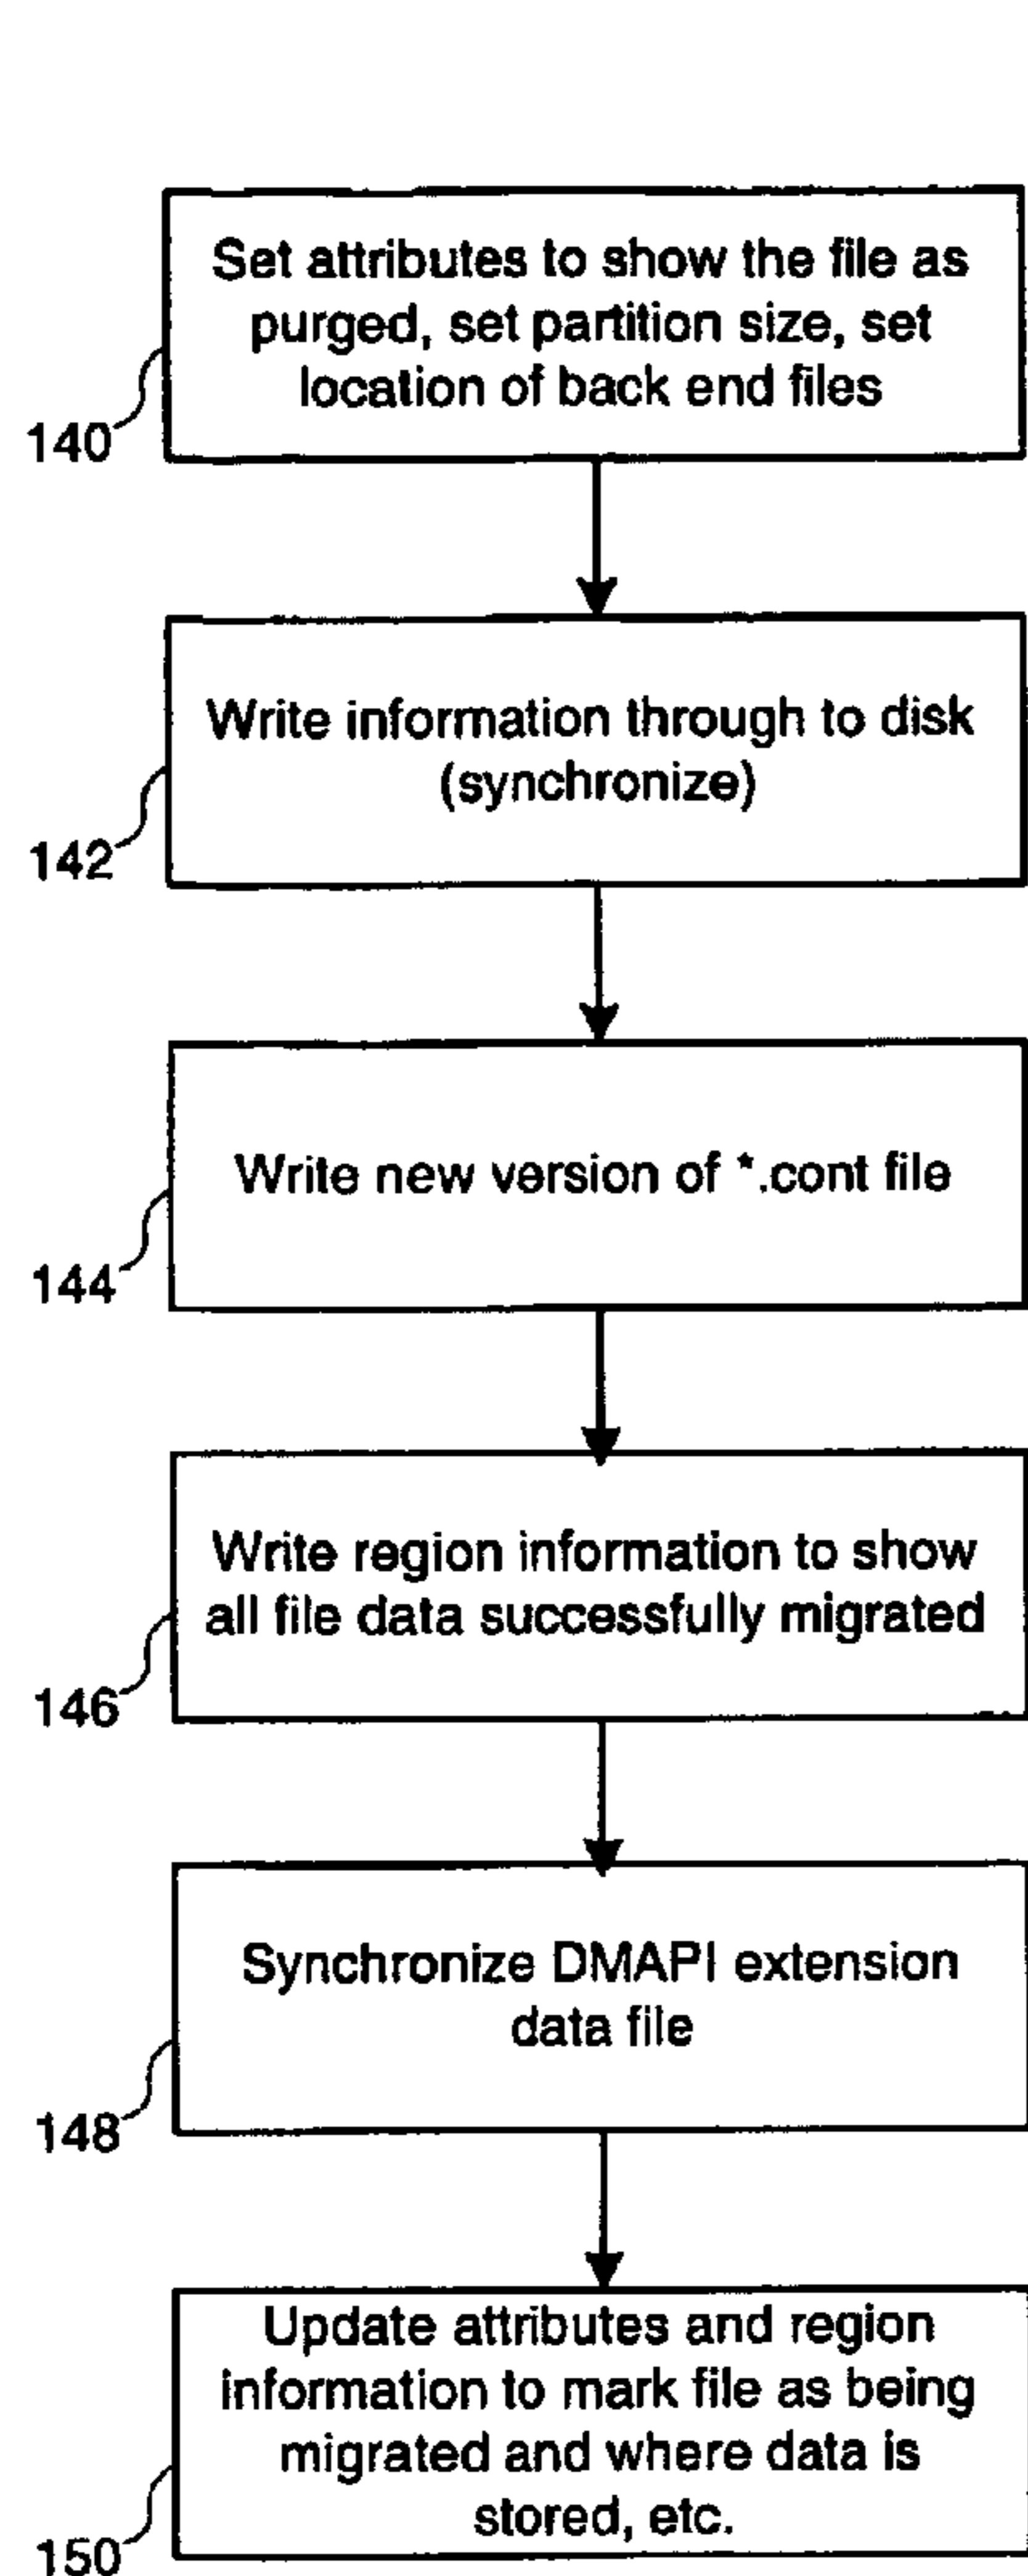 Set attributes to show the file as
purged, set partition size, set
location of back end files
140
Write information through to disk
(synchronize)
142
Write new version of *.cont file
144
Write region information to show
all file data successfully migrated
146
Synchronize DMAPI extension
data file
148
Update attributes and region
information to mark file as being
migrated and where data is
stored, etc.
150